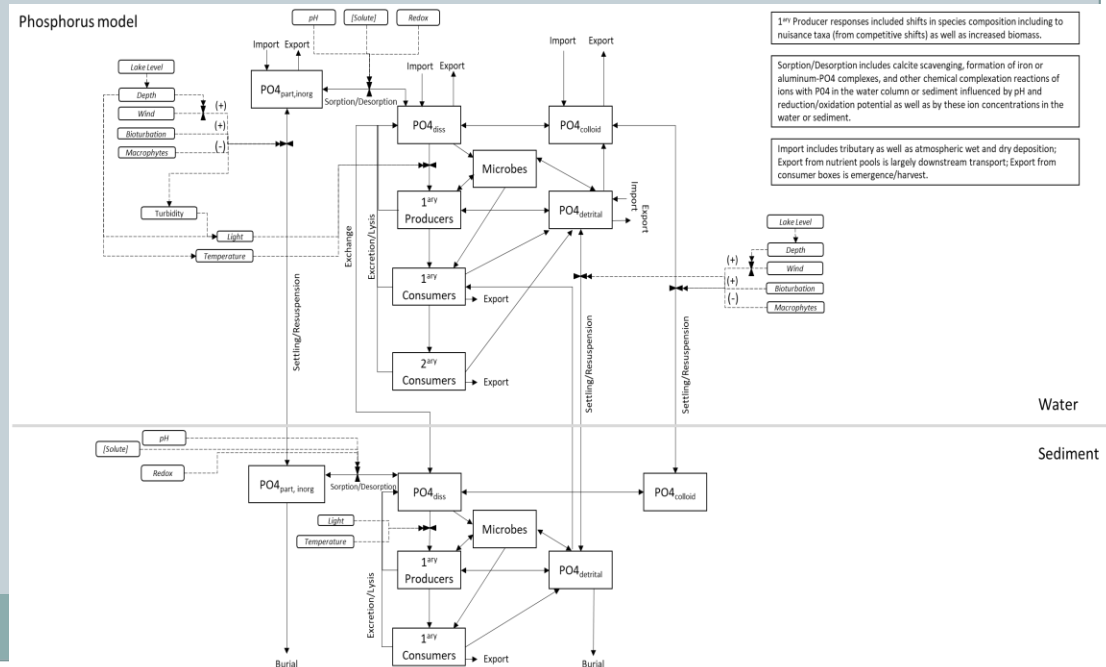 Phosphorus model
pH
[Solute]
Redox
Import
Export
PO4part,inorg
Sorption/Desorption
Import
Export
PO4diss
Import
Export
PO4colloid
Microbes
1ary Producers
PO4detrital
Import
Export
1ary Consumers
Export
2ary Consumers
Export
Lake Level
Depth
Wind
Bioturbation
Macrophytes
(+)
(+)
(-)
Turbidity
Light
Temperature
Settling/Resuspension
Exchange
Excretion/Lysis
Settling/Resuspension
Settling/Resuspension
1ary Producer responses included shifts in species composition including to
nuisance taxa (from competitive shifts) as well as increased biomass.
Sorption/Desorption includes calcite scavenging, formation of iron or
aluminum-PO4 complexes, and other chemical complexation reactions of
ions with PO4 in the water column or sediment influenced by pH and
reduction/oxidation potential as well as by these ion concentrations in the
water or sediment.
Import includes tributary as well as atmospheric wet and dry deposition;
Export from nutrient pools is largely downstream transport; Export from
consumer boxes is emergence/harvest.
Lake Level
Depth
Wind
Bioturbation
Macrophytes
(+)
(+)
(-)
Water
Sediment
pH
[Solute]
Redox
PO4part, inorg
Sorption/Desorption
PO4diss
PO4colloid
Light
Temperature
Microbes
1ary Producers
PO4detrital
Excretion/Lysis
1ary Consumers
Export
Burial
Burial